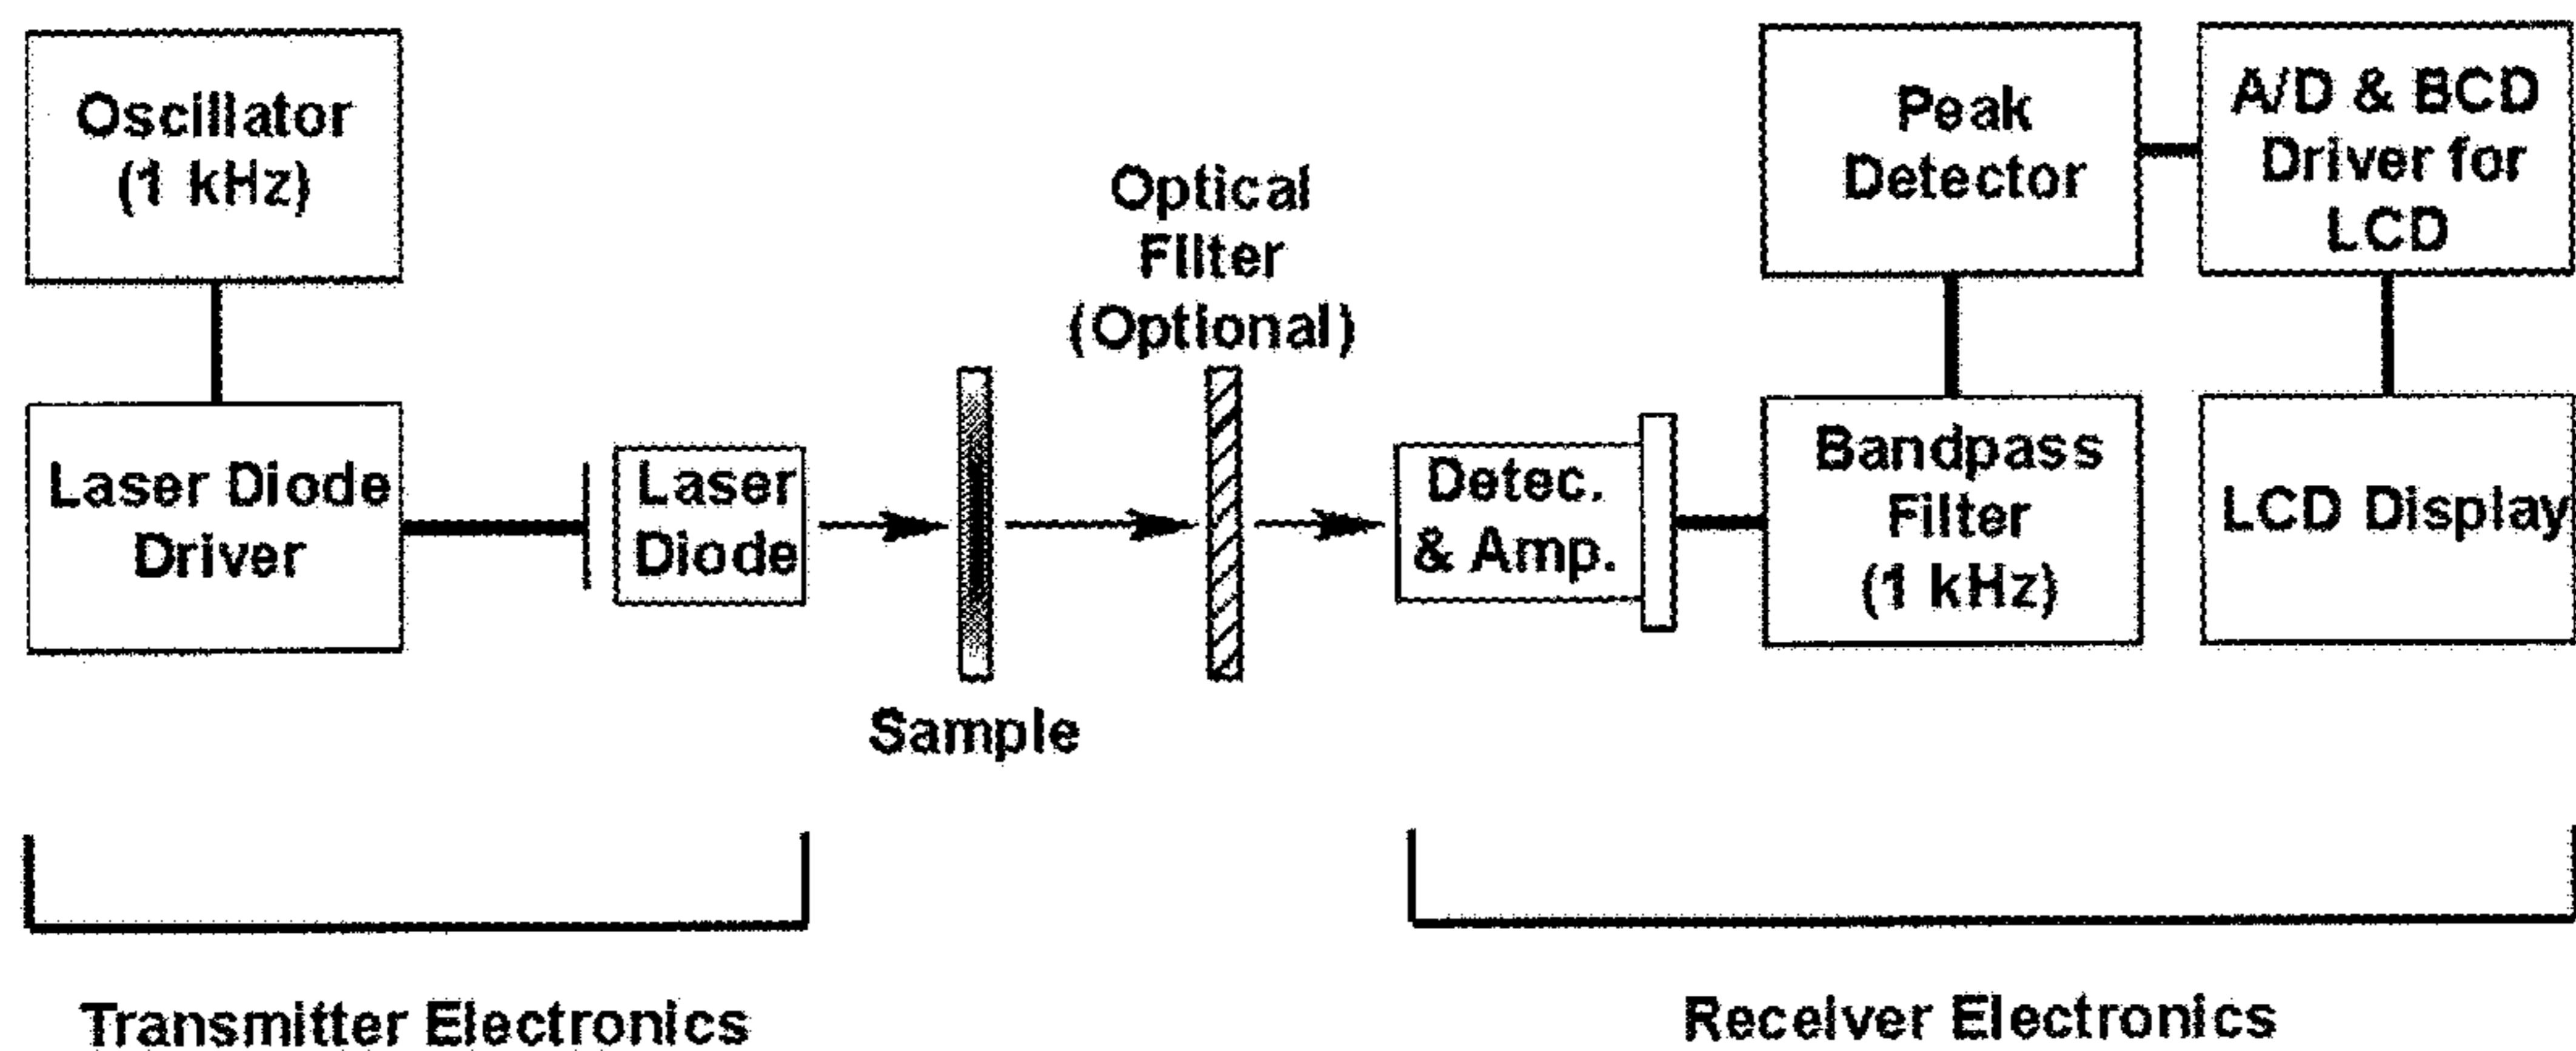 Oscillator
(1 kHz)
Laser Diode
Driver
Laser
Diode
Sample
Optical
Filter
(Optional)
Detec.
& Amp.
Bandpass
Filter
(1 kHz)
Peak
Detector
A/D & BCD
Driver for
LCD
LCD Display
Transmitter Electronics
Receiver Electronics